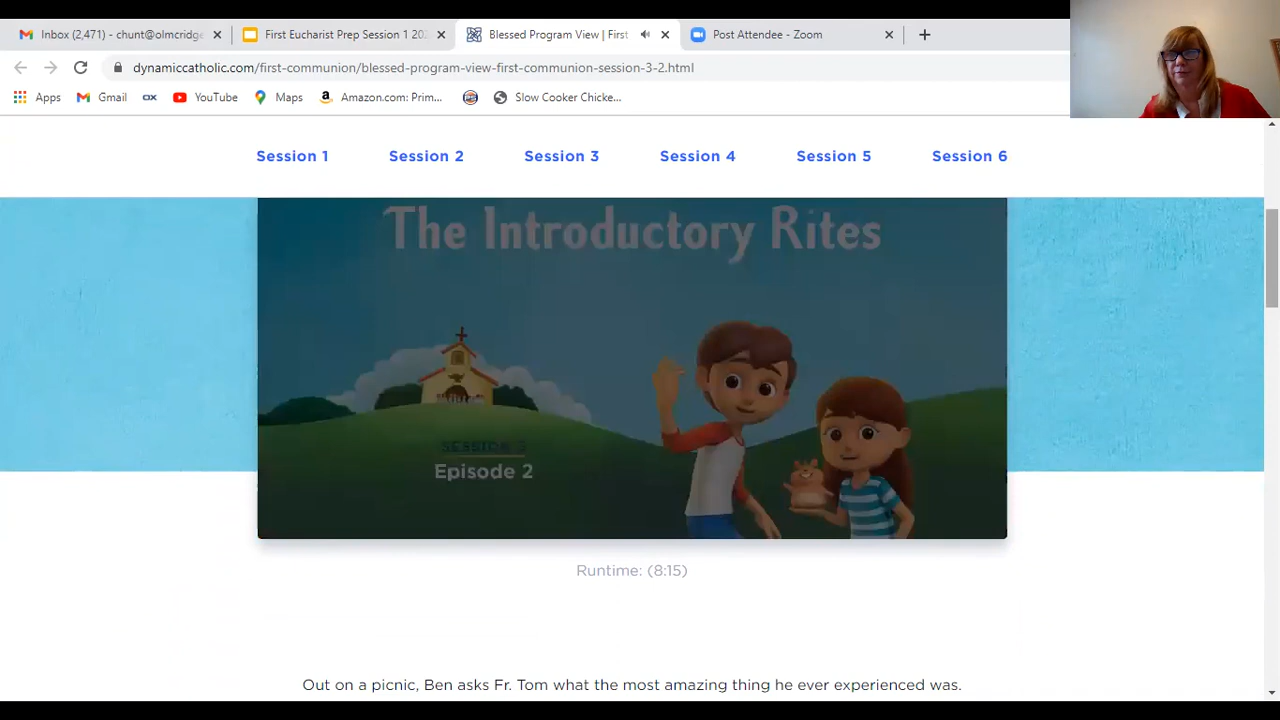 Inbox (2,471) - chunt@olmcridge
First Eucharist Prep Session 1 202
Blessed Program View | First
Post Attendee - Zoom
dynamiccatholic.com/first-communion/blessed-program-view-first-communion-session-3-2.html
Apps
Gmail
OX
YouTube
Maps
Amazon.com: Prim...
Slow Cooker Chicke...
Session 1
Session 2
Session 3
Session 4
Session 5
Session 6
The Introductory Rites
SESSION 3
Episode 2
Runtime: (8:15)
Out on a picnic, Ben asks Fr. Tom what the most amazing thing he ever experienced was.